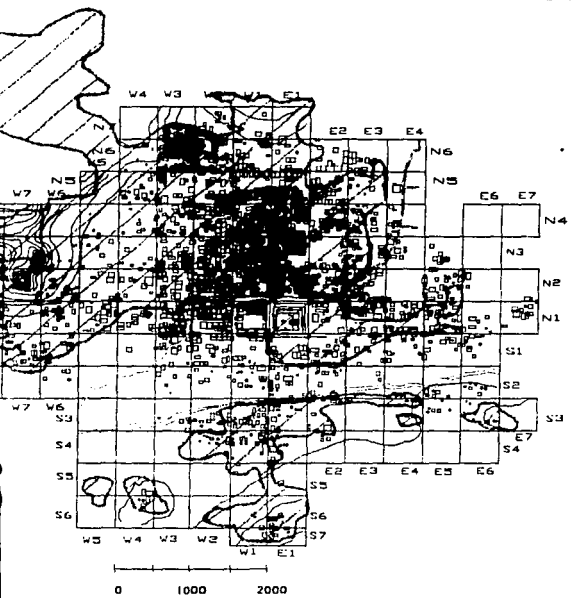 W4 W3 W1 E1
E2 E3 E4
N6 N6
N5 N5
W7 W6 E6 E7
N4
N3
N2
N1
S1
S2
W7 W6
S3 S3
E7
S4 S4
E2 E3 E4 E5 E6
S5 S5
S6 S6
S7
W5 W4 W3 W2
W1 E1
0 1000 2000